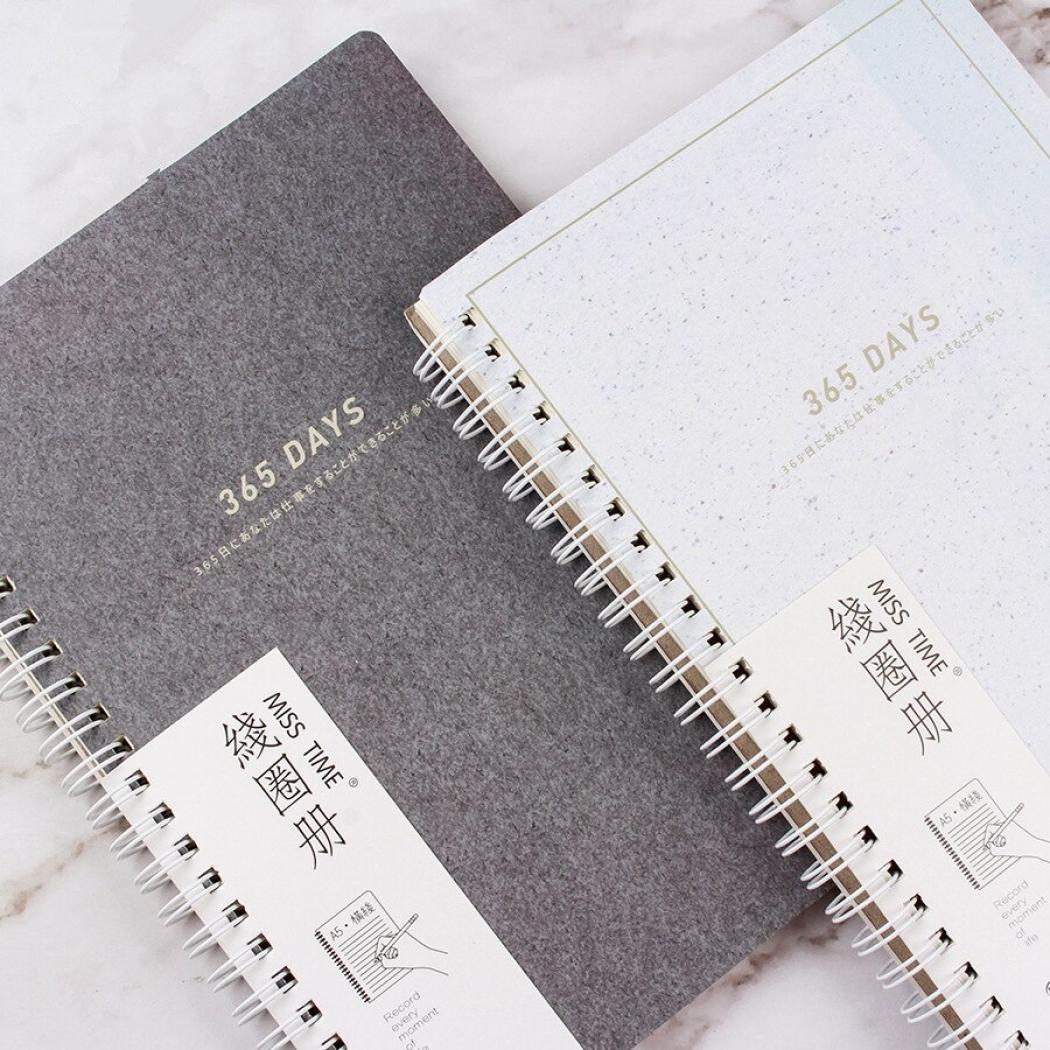 365 DAYS
365日にあなたは仕事をすることができることが多い
MISS TIME®
綫圈册
A5·橫綫
Record
every
moment
of
365 DAYS
365日にあなたは仕事をすることができることが多い
MISS TIME®
綫圈册
A5·橫綫
Record
every
moment
of
life